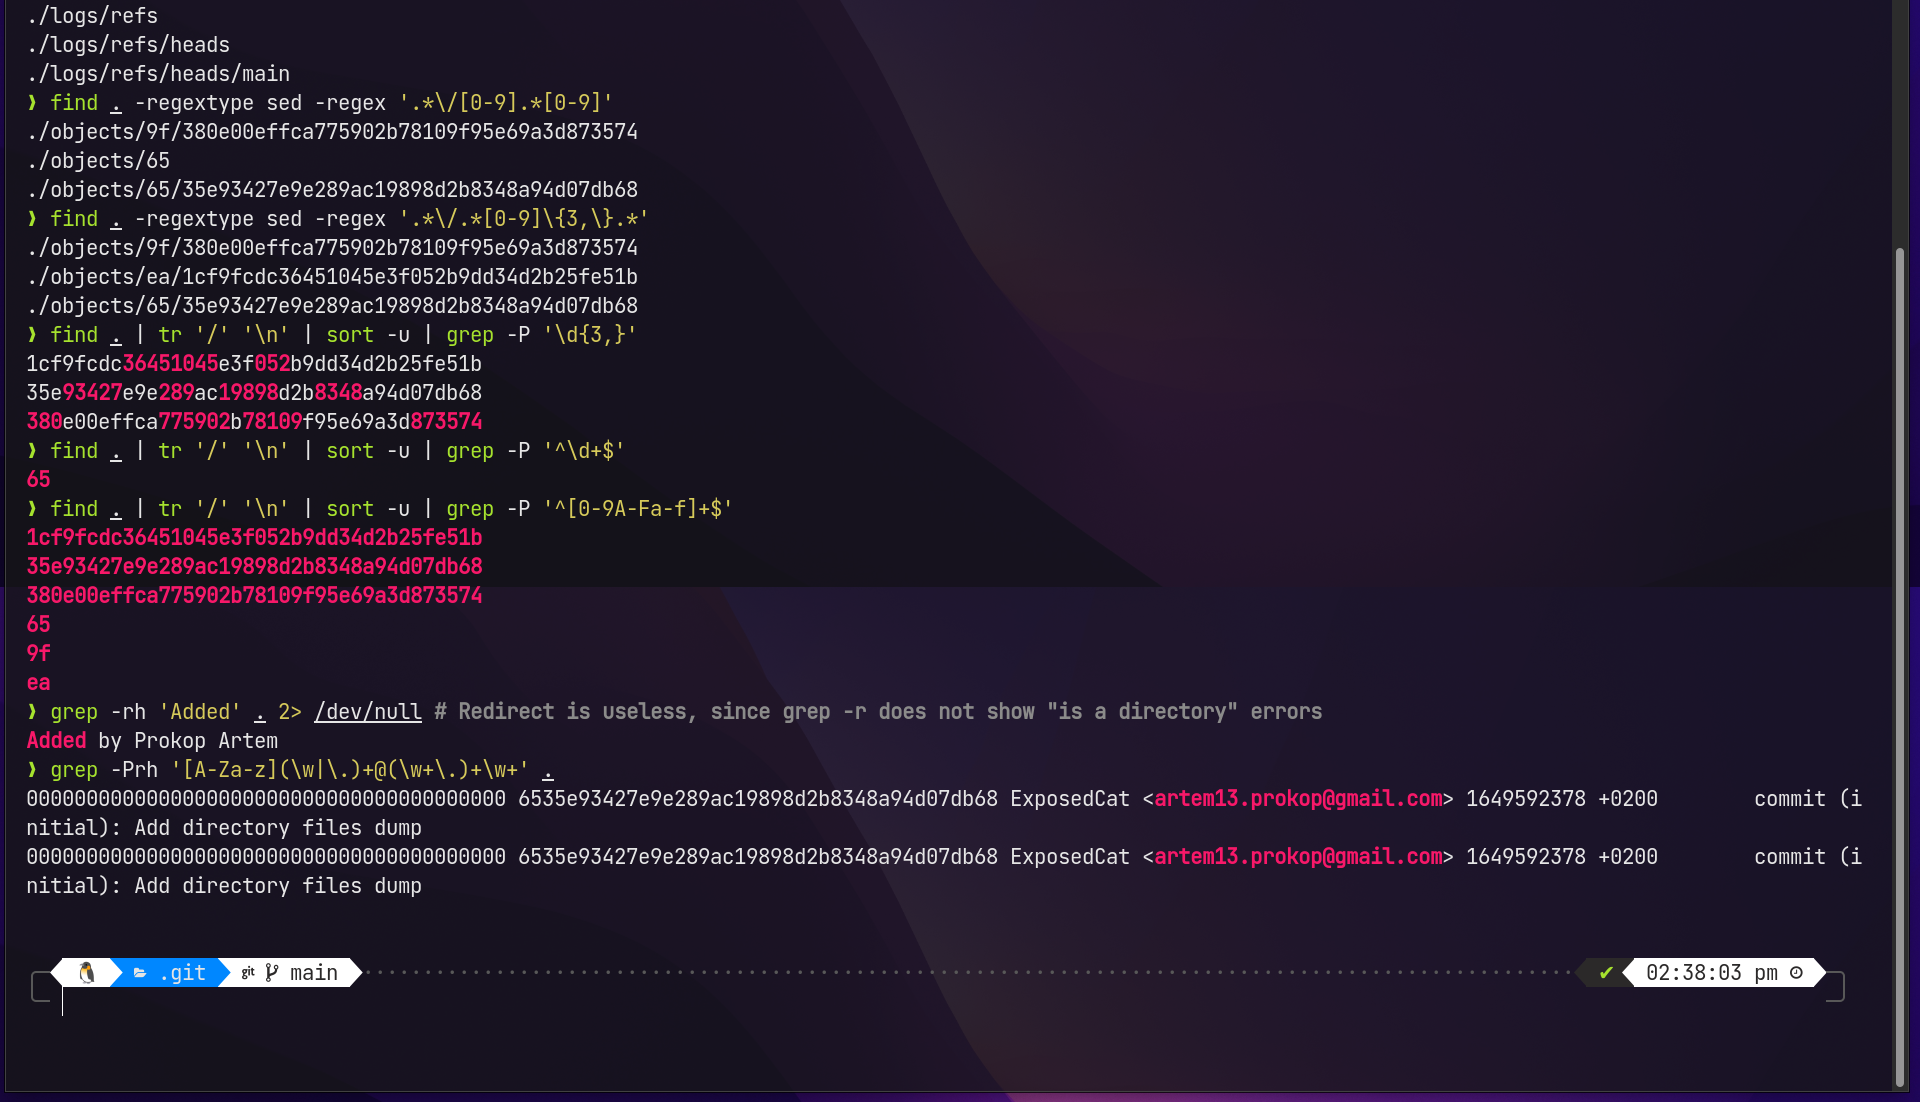 ./logs/refs
./logs/refs/heads
./logs/refs/heads/main
❯ find . -regextype sed -regex '.*\/[0-9].*[0-9]'
./objects/9f/380e00effca775902b78109f95e69a3d873574
./objects/65
./objects/65/35e93427e9e289ac19898d2b8348a94d07db68
❯ find . -regextype sed -regex '.*\/.*[0-9]\{3,\}.*'
./objects/9f/380e00effca775902b78109f95e69a3d873574
./objects/ea/1cf9fcdc36451045e3f052b9dd34d2b25fe51b
./objects/65/35e93427e9e289ac19898d2b8348a94d07db68
❯ find . | tr '/' '\n' | sort -u | grep -P '\d{3,}'
1cf9fcdc36451045e3f052b9dd34d2b25fe51b
35e93427e9e289ac19898d2b8348a94d07db68
380e00effca775902b78109f95e69a3d873574
❯ find . | tr '/' '\n' | sort -u | grep -P '^\d+$'
65
❯ find . | tr '/' '\n' | sort -u | grep -P '^[0-9A-Fa-f]+$'
1cf9fcdc36451045e3f052b9dd34d2b25fe51b
35e93427e9e289ac19898d2b8348a94d07db68
380e00effca775902b78109f95e69a3d873574
65
9f
ea
❯ grep -rh 'Added' . 2> /dev/null # Redirect is useless, since grep -r does not show "is a directory" errors
Added by Prokop Artem
❯ grep -Prh '[A-Za-z](\w|\.)+@(\w+\.)+\w+' .
0000000000000000000000000000000000000000 6535e93427e9e289ac19898d2b8348a94d07db68 ExposedCat <artem13.prokop@gmail.com> 1649592378 +0200 commit (i
nitial): Add directory files dump
0000000000000000000000000000000000000000 6535e93427e9e289ac19898d2b8348a94d07db68 ExposedCat <artem13.prokop@gmail.com> 1649592378 +0200 commit (i
nitial): Add directory files dump
.git git main ✔ 02:38:03 pm